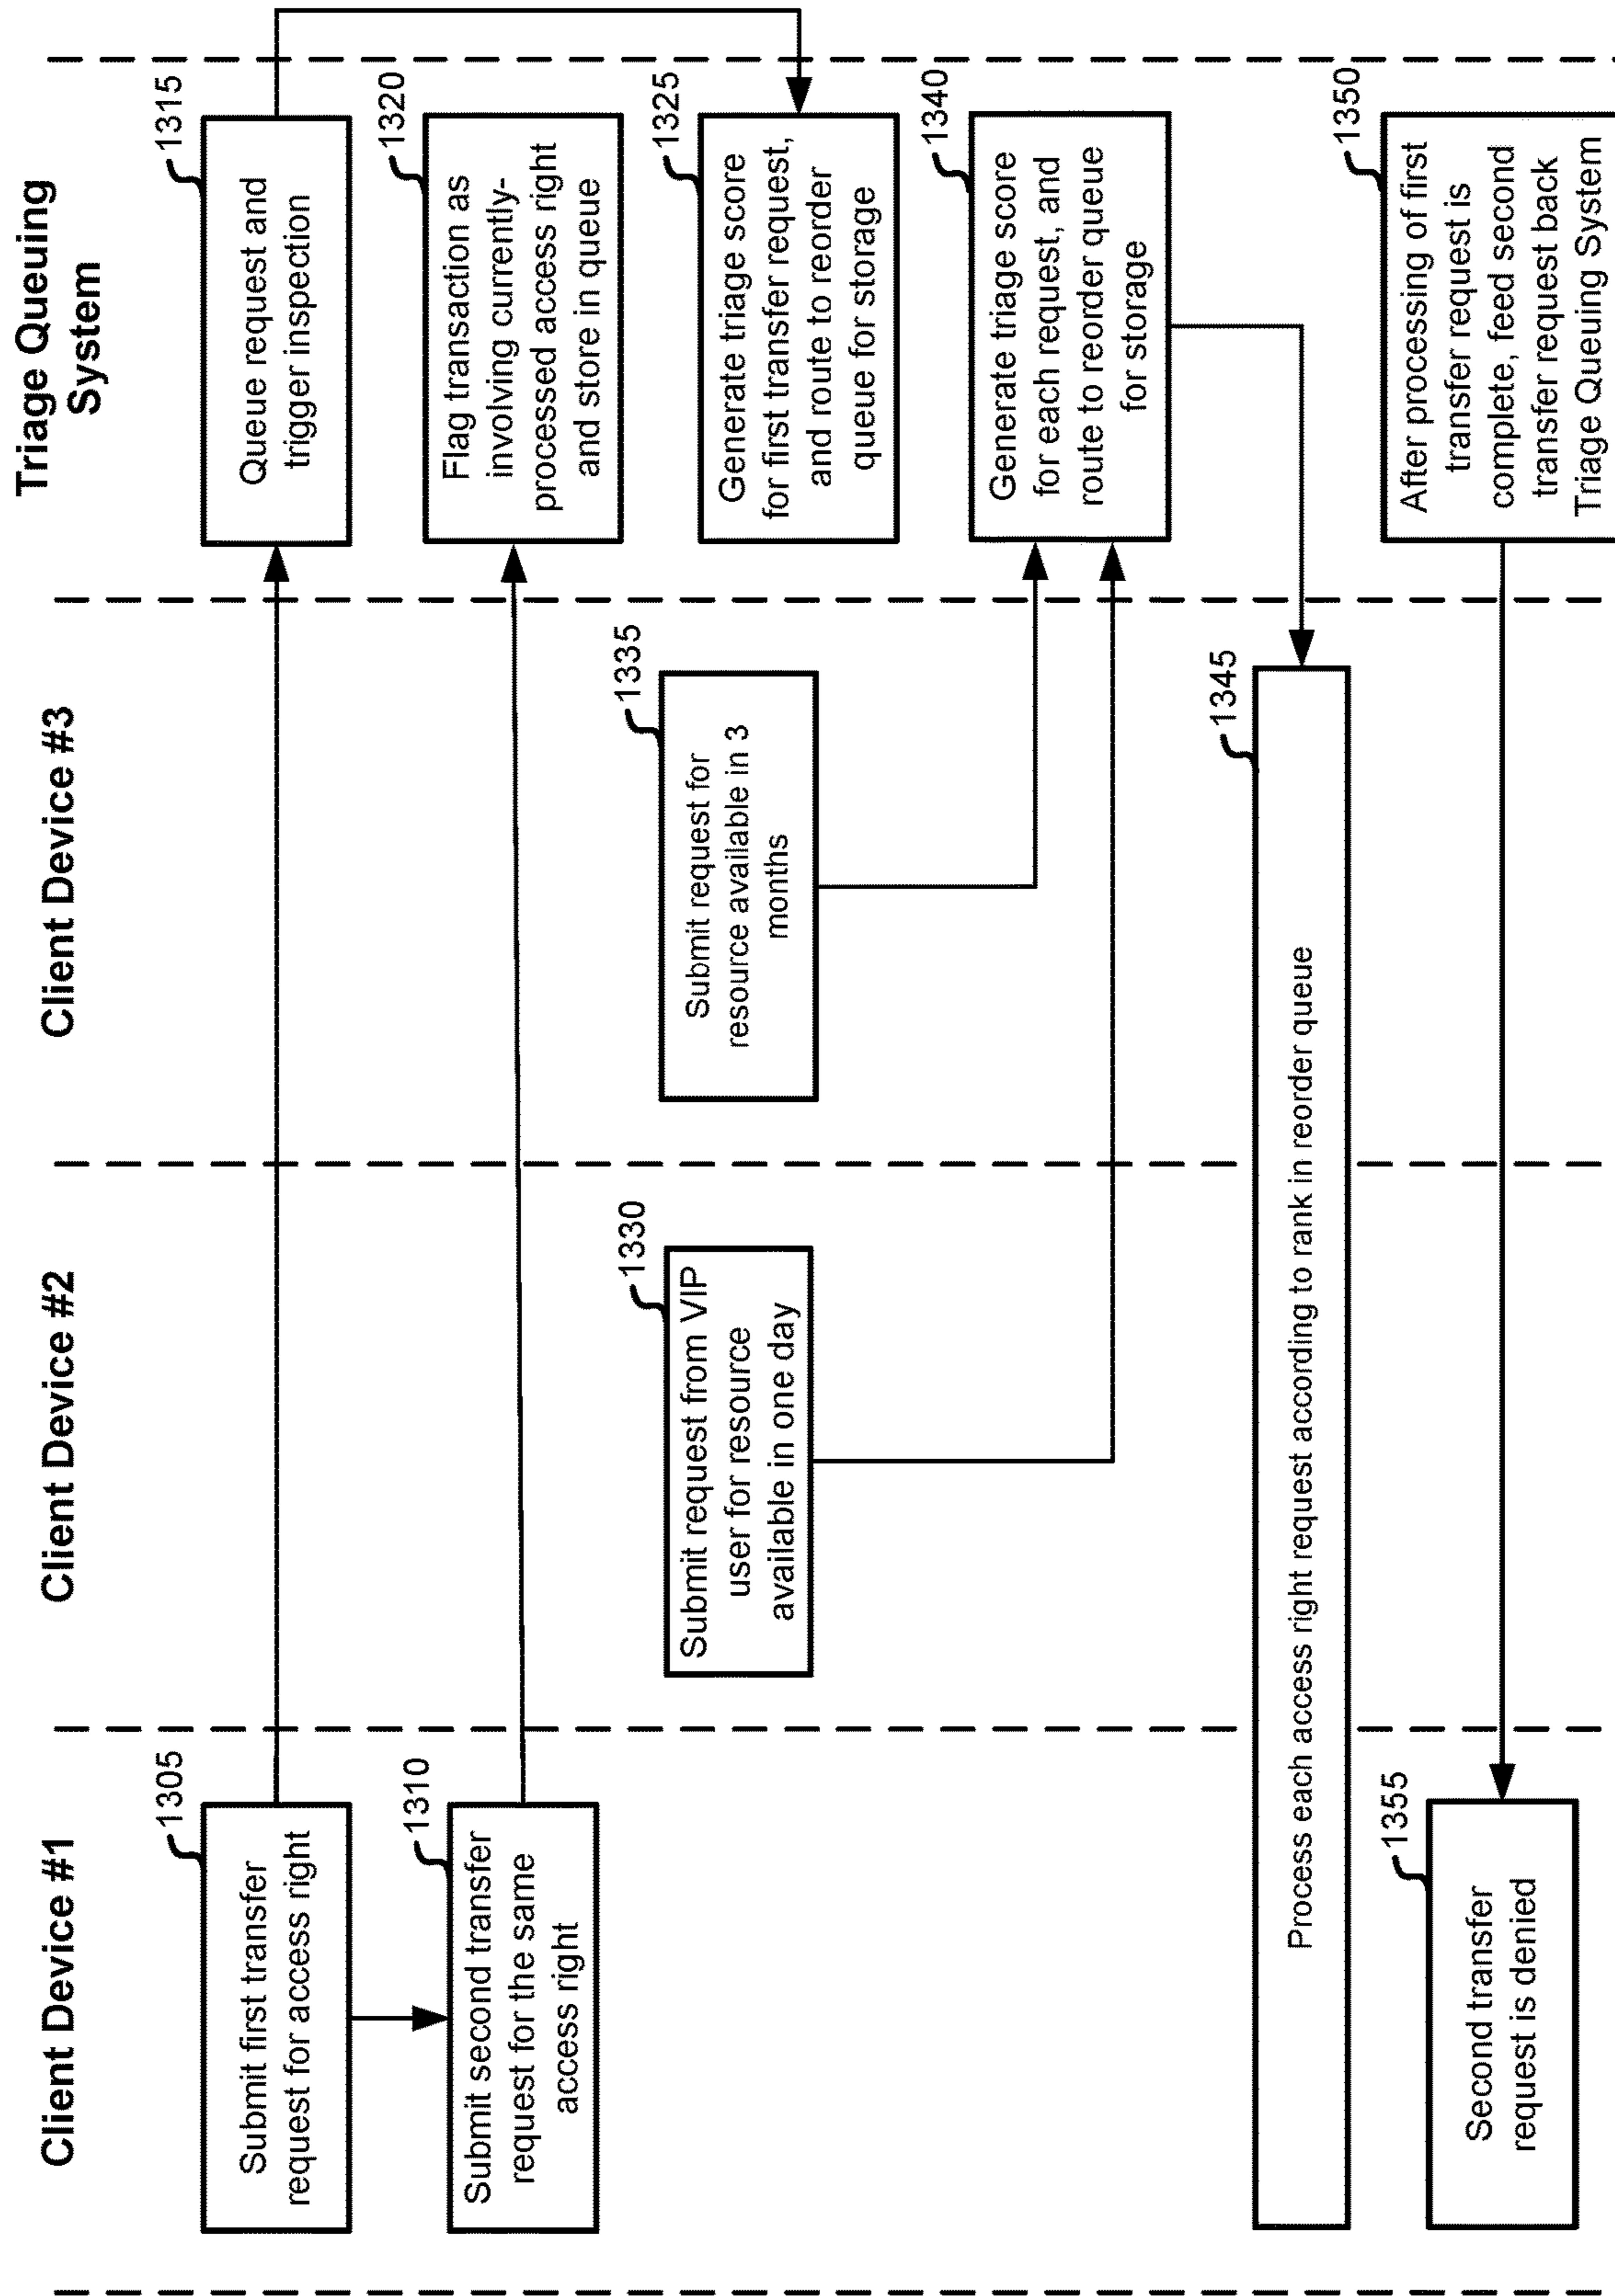 Client Device #1
Client Device #2
Client Device #3
Triage Queuing
System
1305
Submit first transfer
request for access right
1315
Queue request and
trigger inspection
1310
Submit second transfer
request for the same
access right
1320
Flag transaction as
involving currently-
processed access right
and store in queue
1325
Generate triage score
for first transfer request,
and route to reorder
queue for storage
1330
Submit request from VIP
user for resource
available in one day
1335
Submit request for
resource available in 3
months
1340
Generate triage score
for each request, and
route to reorder queue
for storage
1345
Process each access right request according to rank in reorder queue
1350
After processing of first
transfer request is
complete, feed second
transfer request back
Triage Queuing System
1355
Second transfer
request is denied